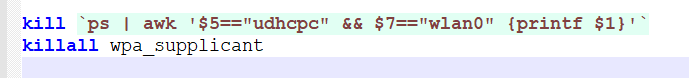 kill `ps | awk '$5=="udhcpc" && $7=="wlan0" {printf $1}'`
killall wpa_supplicant